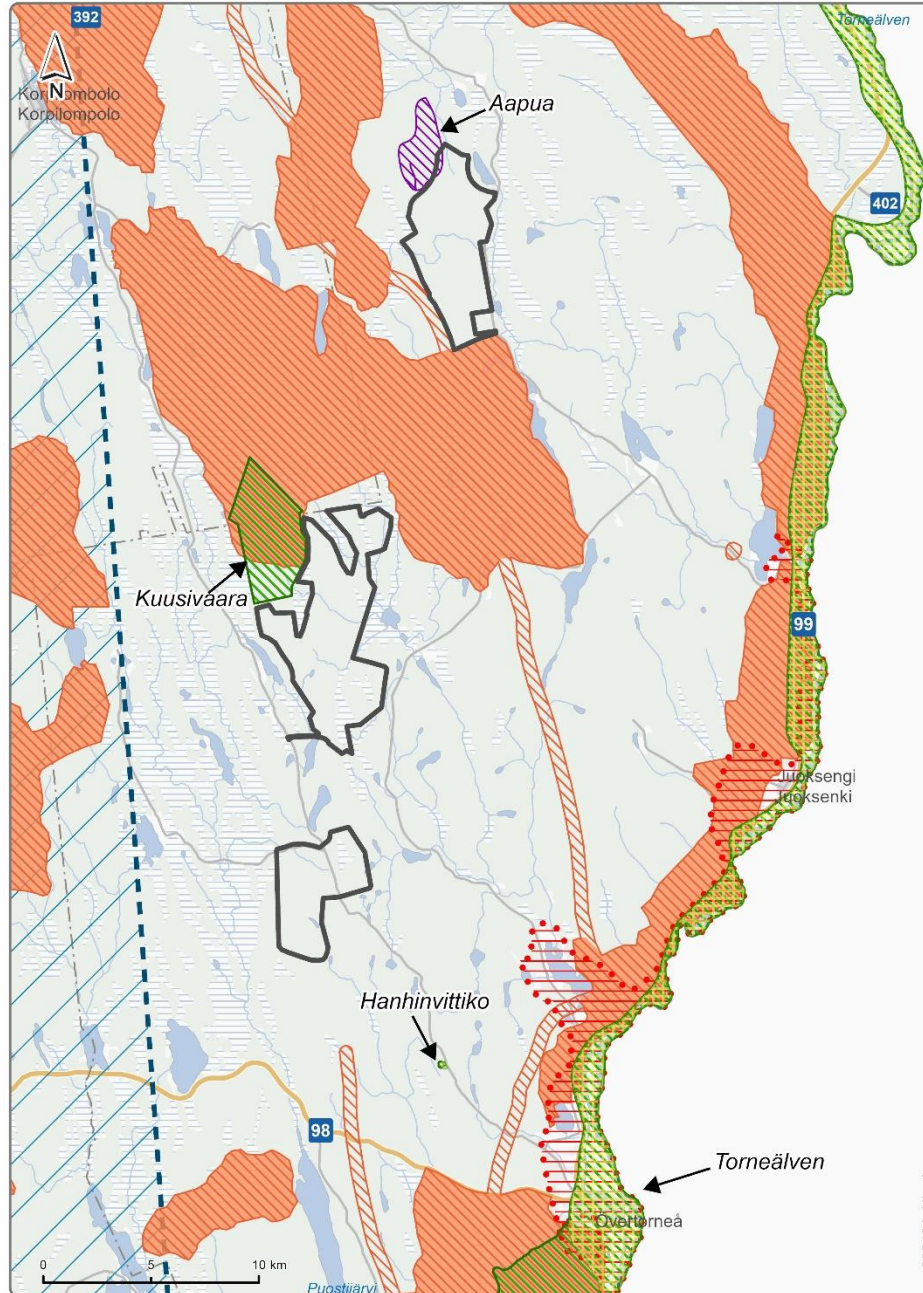 392
Torneälven
N
Korpilombolo
Korpilompolo
Aapua
402
Kuusivaara
99
Juoksengi
Juoksenki
Hanhinvittiko
98
Torneälven
Övertorneå
0 5 10 km
Puostijärvi